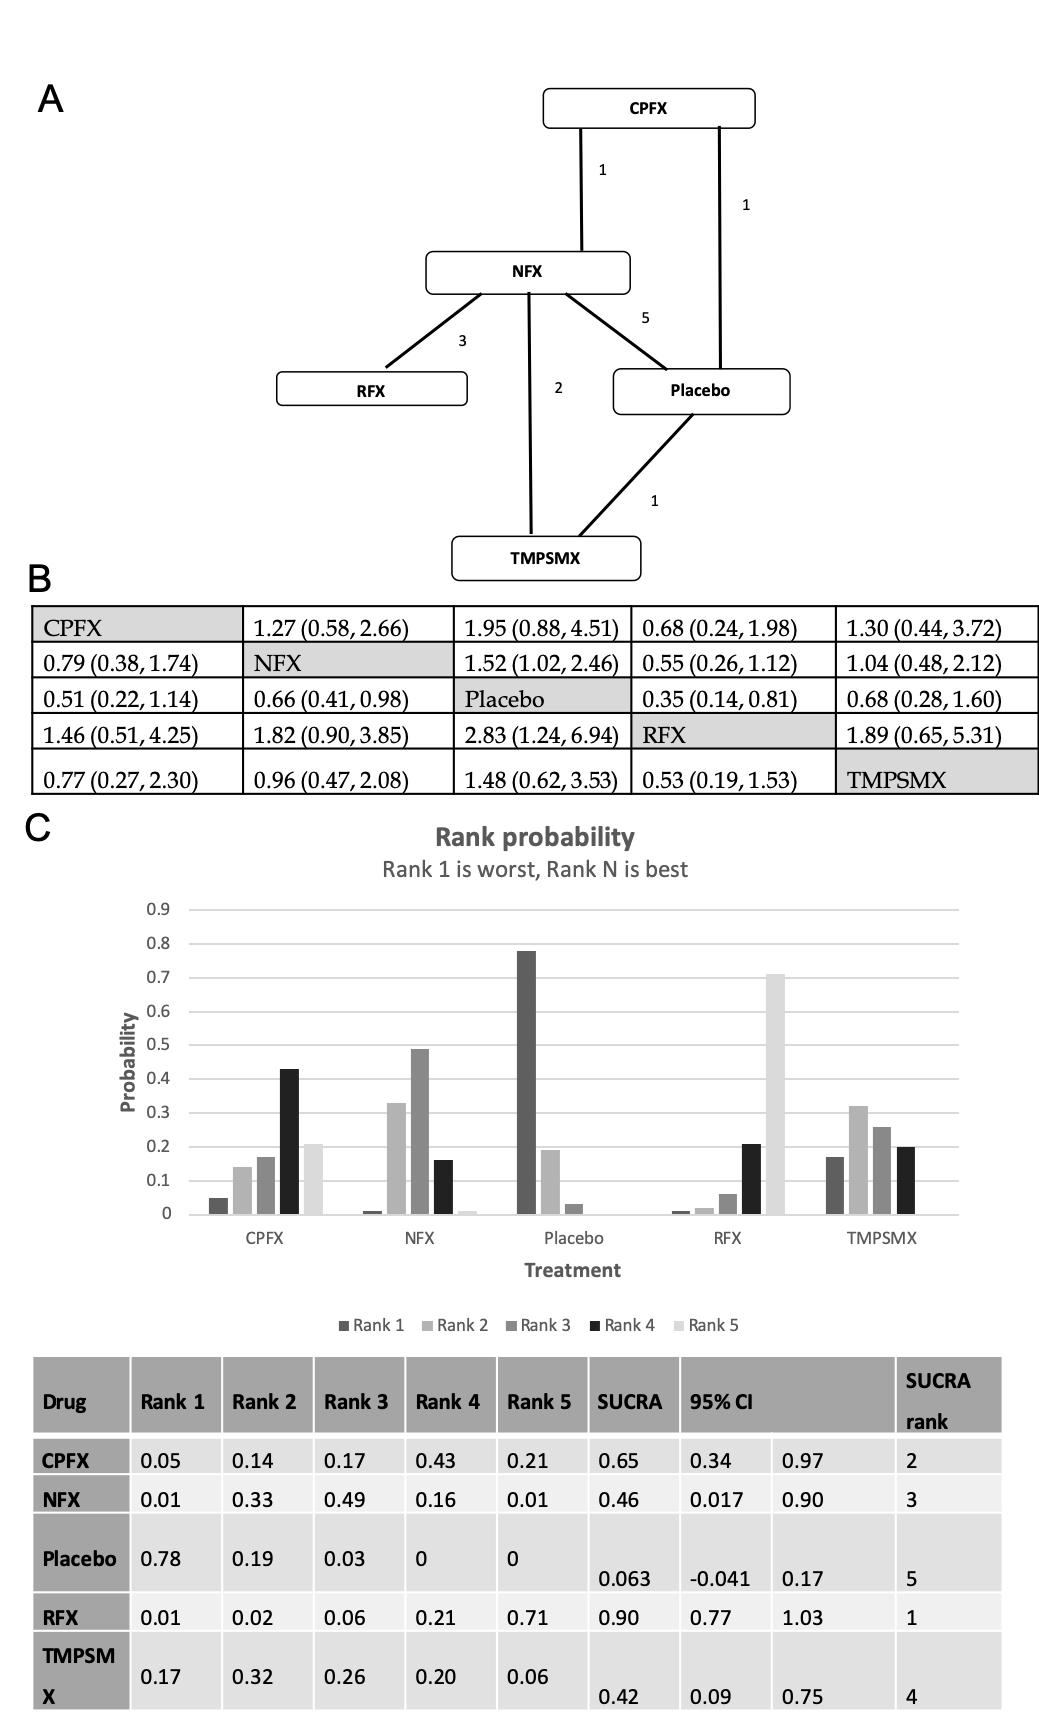 A
CPFX
1
1
NFX
5
3
2
RFX
Placebo
1
TMPSMX
B
CPFX 1.27 (0.58, 2.66) 1.95 (0.88, 4.51) 0.68 (0.24, 1.98) 1.30 (0.44, 3.72)
0.79 (0.38, 1.74) NFX 1.52 (1.02, 2.46) 0.55 (0.26, 1.12) 1.04 (0.48, 2.12)
0.51 (0.22, 1.14) 0.66 (0.41, 0.98) Placebo 0.35 (0.14, 0.81) 0.68 (0.28, 1.60)
1.46 (0.51, 4.25) 1.82 (0.90, 3.85) 2.83 (1.24, 6.94) RFX 1.89 (0.65, 5.31)
0.77 (0.27, 2.30) 0.96 (0.47, 2.08) 1.48 (0.62, 3.53) 0.53 (0.19, 1.53) TMPSMX
C
Rank probability
Rank 1 is worst, Rank N is best
0.9
0.8
0.7
0.6
0.5
0.4
0.3
0.2
0.1
0
Probability
CPFX NFX Placebo RFX TMPSMX
Treatment
Rank 1 Rank 2 Rank 3 Rank 4 Rank 5
Drug Rank 1 Rank 2 Rank 3 Rank 4 Rank 5 SUCRA 95% CI SUCRA
rank
CPFX 0.05 0.14 0.17 0.43 0.21 0.65 0.34 0.97 2
NFX 0.01 0.33 0.49 0.16 0.01 0.46 0.017 0.90 3
Placebo 0.78 0.19 0.03 0 0 0.063 -0.041 0.17 5
RFX 0.01 0.02 0.06 0.21 0.71 0.90 0.77 1.03 1
TMPSM
X 0.17 0.32 0.26 0.20 0.06 0.42 0.09 0.75 4